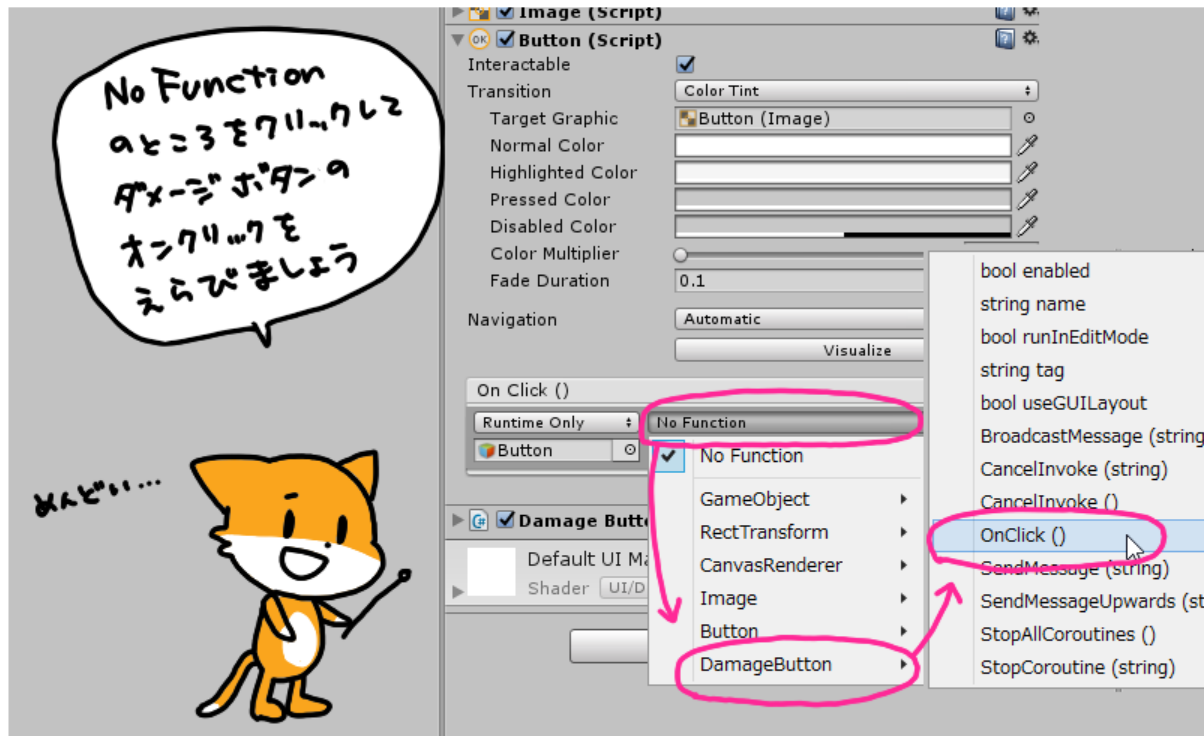 No Function
のところをクリックして
ダメージボタンの
オンクリックを
えらびましょう
めんどい...
Image (Script)
Button (Script)
Interactable
Transition
Color Tint
Target Graphic
Button (Image)
Normal Color
Highlighted Color
Pressed Color
Disabled Color
Color Multiplier
Fade Duration
0.1
Navigation
Automatic
Visualize
On Click ()
Runtime Only
No Function
Button
No Function
GameObject
RectTransform
CanvasRenderer
Image
Button
DamageButton
Damage Butt
Default UI Ma
Shader
UI/D
bool enabled
string name
bool runInEditMode
string tag
bool useGUILayout
BroadcastMessage (string
CancelInvoke (string)
CancelInvoke ()
OnClick ()
SendMessage (string)
SendMessageUpwards (st
StopAllCoroutines ()
StopCoroutine (string)